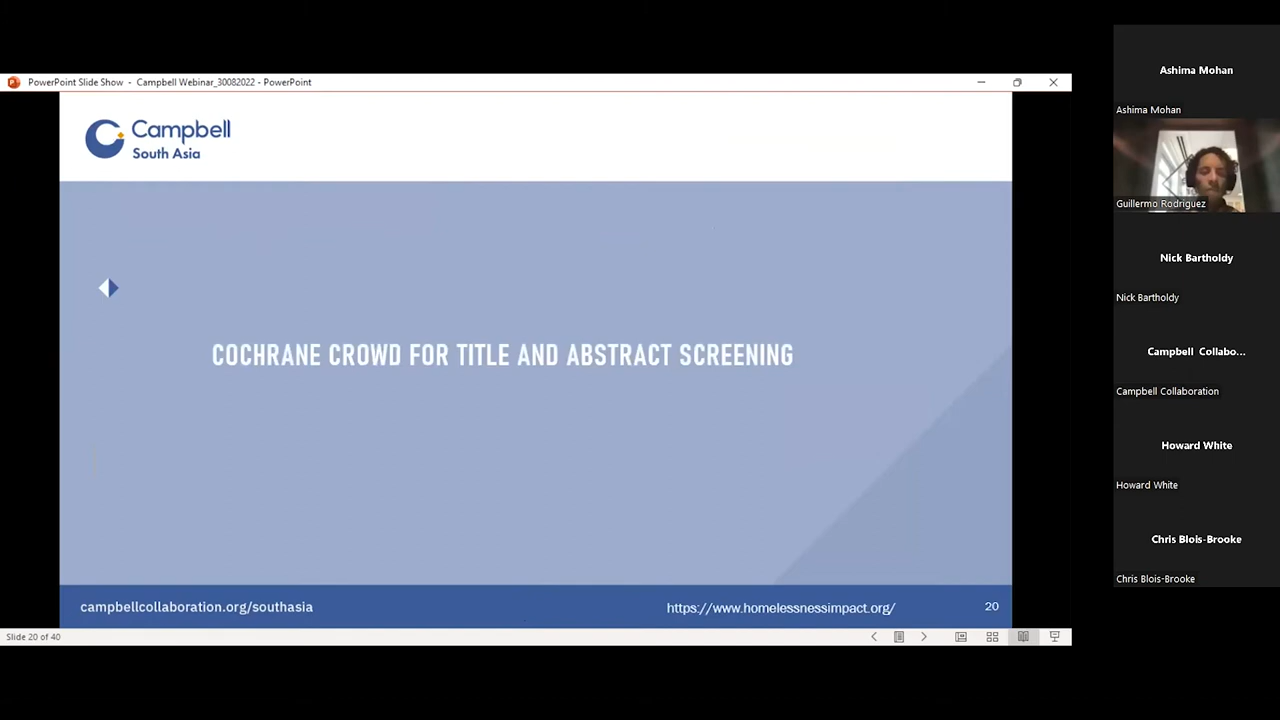 PowerPoint Slide Show - Campbell Webinar_30082022 - PowerPoint
Campbell
South Asia
COCHRANE CROWD FOR TITLE AND ABSTRACT SCREENING
campbellcollaboration.org/southasia
https://www.homelessnessimpact.org/
20
Slide 20 of 40
Ashima Mohan
Ashima Mohan
Guillermo Rodriguez
Nick Bartholdy
Nick Bartholdy
Campbell Collabo...
Campbell Collaboration
Howard White
Howard White
Chris Blois-Brooke
Chris Blois-Brooke